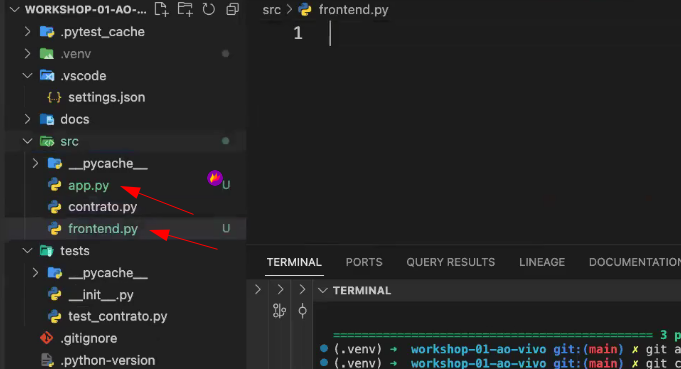 WORKSHOP-01-AO-...
.pytest_cache
.venv
.vscode
{..} settings.json
docs
src
__pycache__
app.py U
contrato.py
frontend.py U
tests
__pycache__
__init__.py
test_contrato.py
.gitignore
.python-version
src > frontend.py
1
TERMINAL PORTS QUERY RESULTS LINEAGE DOCUMENTATION
TERMINAL
============================================ 3 p
(.venv) ➜ workshop-01-ao-vivo git:(main) ✗ git a
(.venv) ➜ workshop-01-ao-vivo git:(main) ✗ git c